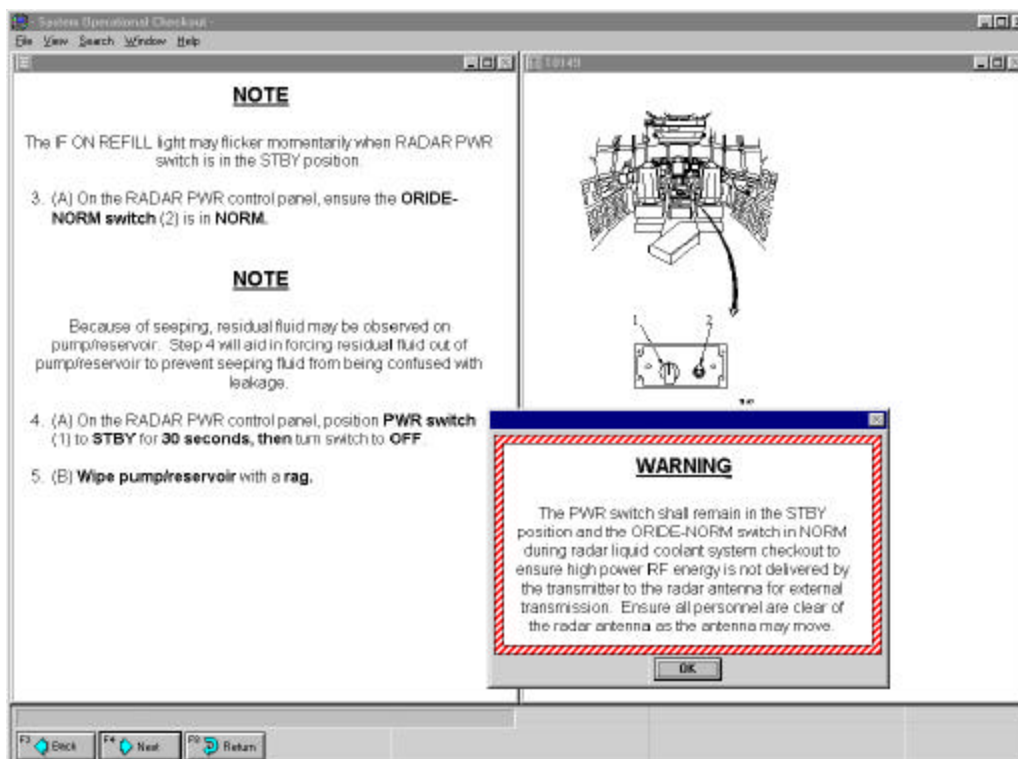 - System Operational Checkout -
File View Search Window Help
NOTE
The IF ON REFILL light may flicker momentarily when RADAR PWR
switch is in the STBY position.
3. (A) On the RADAR PWR control panel, ensure the ORIDE-
NORM switch (2) is in NORM.
NOTE
Because of seeping, residual fluid may be observed on
pump/reservoir. Step 4 will aid in forcing residual fluid out of
pump/reservoir to prevent seeping fluid from being confused with
leakage.
4. (A) On the RADAR PWR control panel, position PWR switch
(1) to STBY for 30 seconds, then turn switch to OFF.
5. (B) Wipe pump/reservoir with a rag.
10149
1 2
WARNING
The PWR switch shall remain in the STBY
position and the ORIDE-NORM switch in NORM
during radar liquid coolant system checkout to
ensure high power RF energy is not delivered by
the transmitter to the radar antenna for external
transmission. Ensure all personnel are clear of
the radar antenna as the antenna may move.
OK
F3 Back F4 Next Return